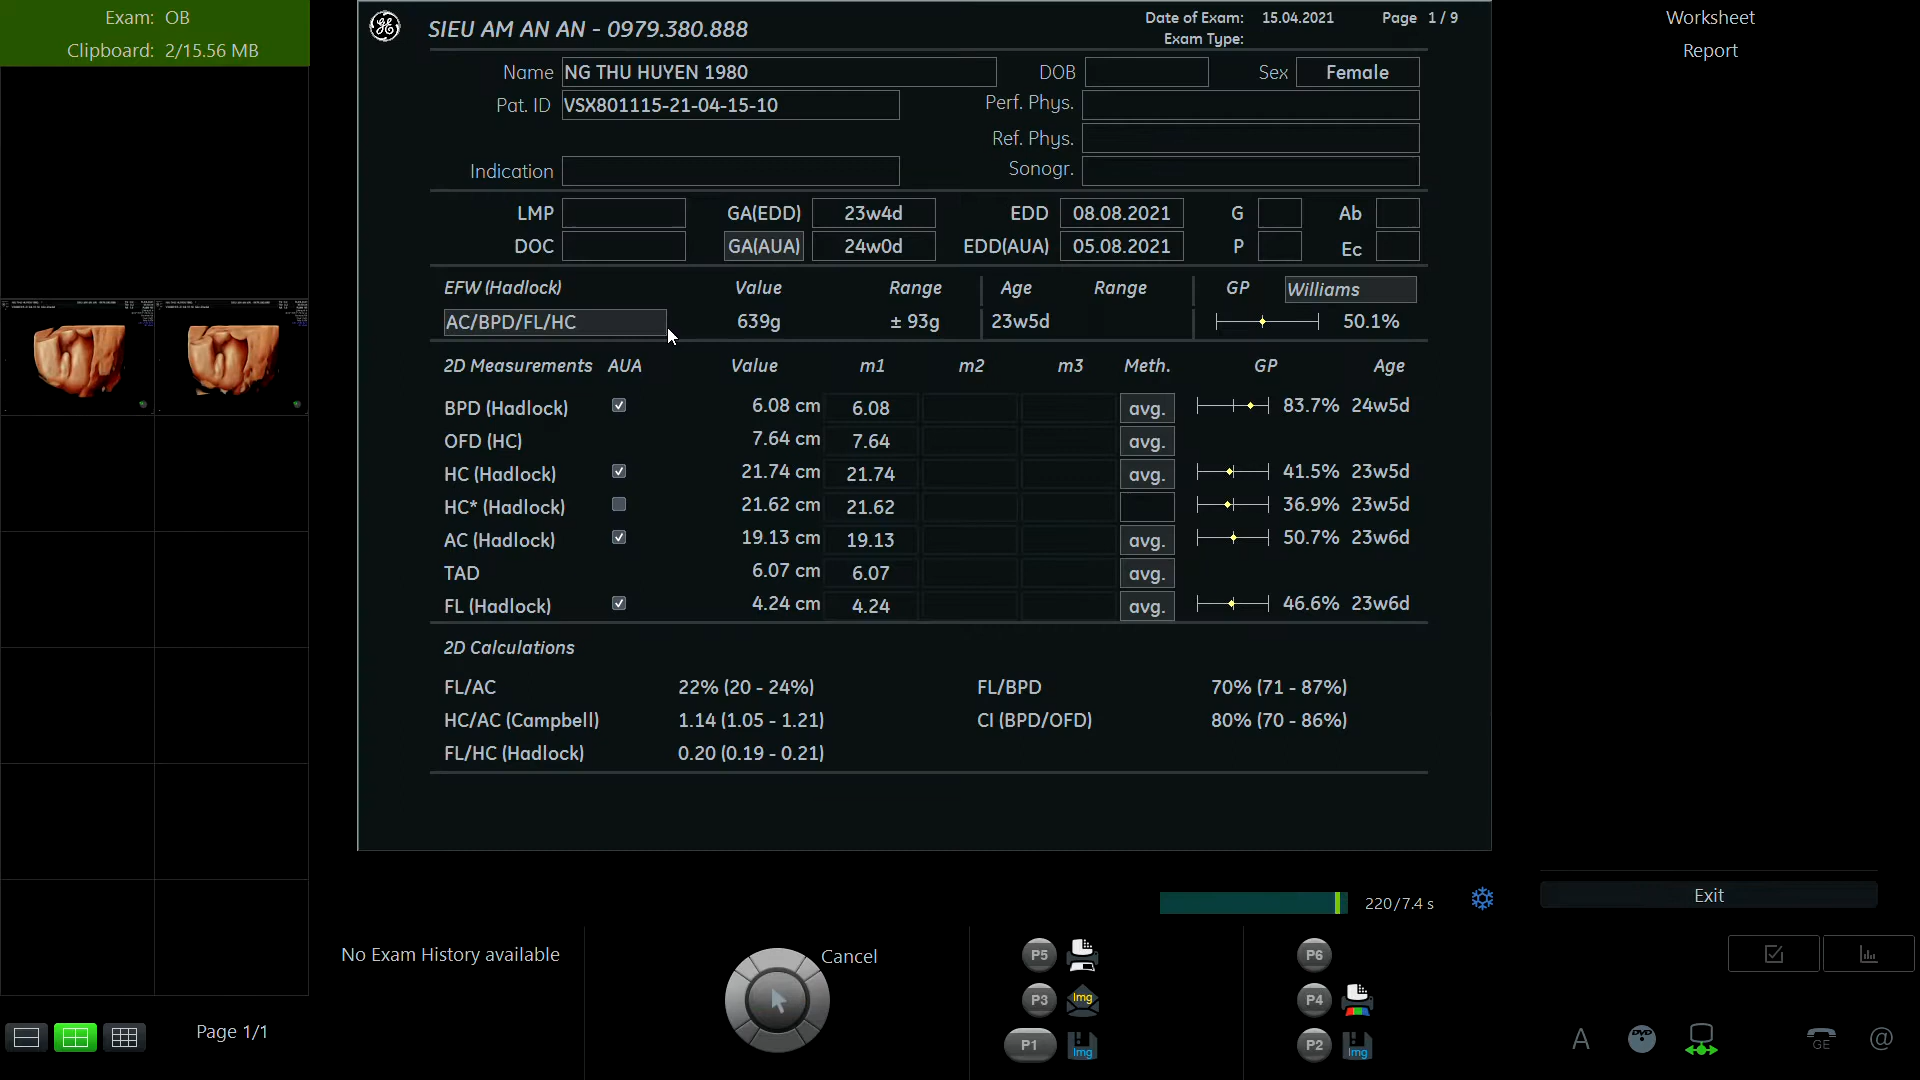 Exam: OB
Clipboard: 2/15.56 MB
SIEU AM AN AN - 0979.380.888
Date of Exam: 15.04.2021 Page 1 / 9
Exam Type:
Worksheet
Report
Name NG THU HUYEN 1980 DOB Sex Female
Pat. ID VSX801115-21-04-15-10 Perf. Phys.
Ref. Phys.
Indication Sonogr.
LMP GA(EDD) 23w4d EDD 08.08.2021 G Ab
DOC GA(AUA) 24w0d EDD(AUA) 05.08.2021 P Ec
EFW (Hadlock) Value Range Age Range GP Williams
AC/BPD/FL/HC 639g ± 93g 23w5d 50.1%
2D Measurements AUA Value m1 m2 m3 Meth. GP Age
BPD (Hadlock) 6.08 cm 6.08 avg. 83.7% 24w5d
OFD (HC) 7.64 cm 7.64 avg.
HC (Hadlock) 21.74 cm 21.74 avg. 41.5% 23w5d
HC* (Hadlock) 21.62 cm 21.62 36.9% 23w5d
AC (Hadlock) 19.13 cm 19.13 avg. 50.7% 23w6d
TAD 6.07 cm 6.07 avg.
FL (Hadlock) 4.24 cm 4.24 avg. 46.6% 23w6d
2D Calculations
FL/AC 22% (20 - 24%) FL/BPD 70% (71 - 87%)
HC/AC (Campbell) 1.14 (1.05 - 1.21) CI (BPD/OFD) 80% (70 - 86%)
FL/HC (Hadlock) 0.20 (0.19 - 0.21)
220/7.4 s
Exit
No Exam History available
Cancel
P5 P6
P3 Img P4
P1 Img P2 Img
Page 1/1
A DVD GE @